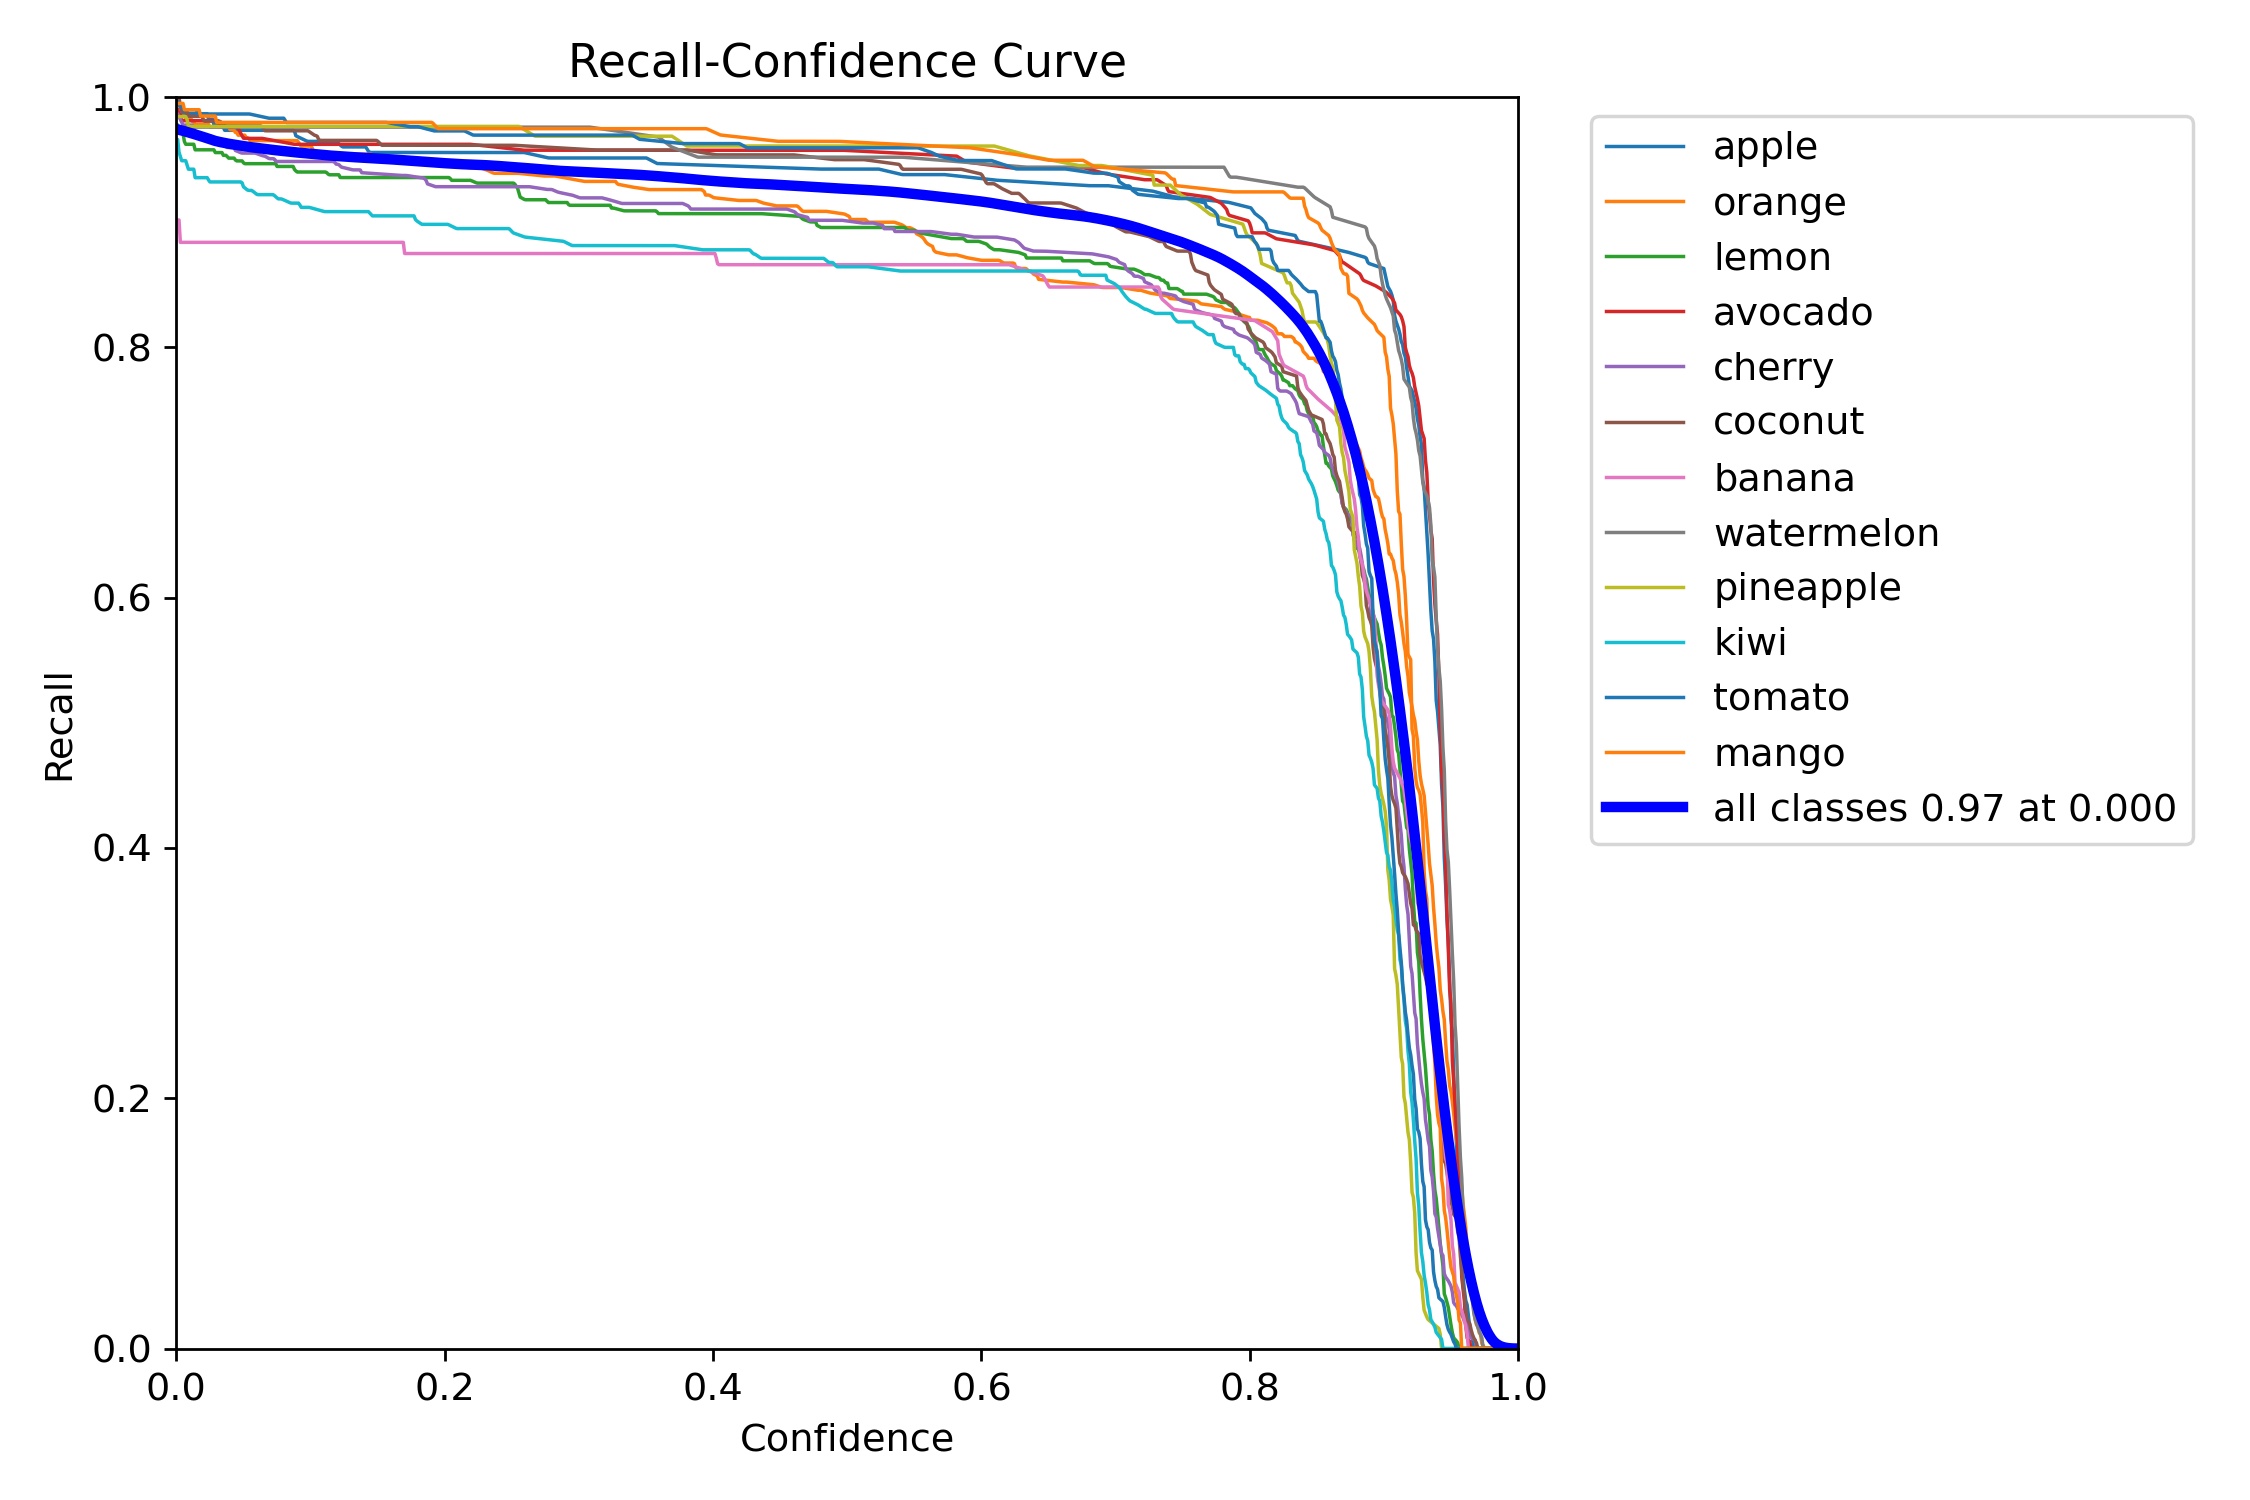 Recall-Confidence Curve
1.0
0.8
0.6
0.4
0.2
0.0
Recall
0.0 0.2 0.4 0.6 0.8 1.0
Confidence
apple
orange
lemon
avocado
cherry
coconut
banana
watermelon
pineapple
kiwi
tomato
mango
all classes 0.97 at 0.000